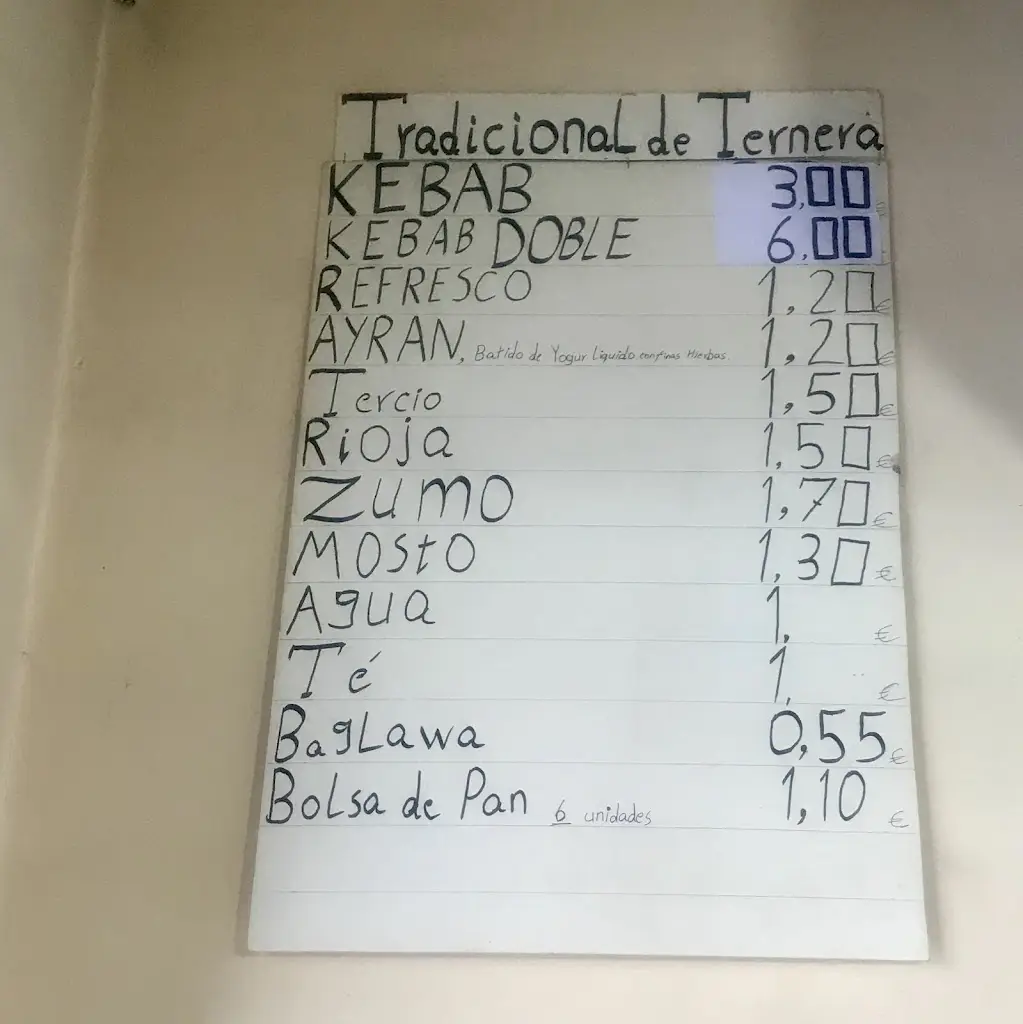 Tradicional de Ternera
KEBAB 3,00
KEBAB DOBLE 6,00
REFRESCO 1,20€
AYRAN, Batido de Yogur Liquido con finas Hierbas. 1,20€
Tercio 1,50€
Rioja 1,50€
ZUMO 1,70€
MOStO 1,30€
Agua 1, €
Té 1, €
BagLawa 0,55€
BoLsa de Pan 6 unidades 1,10 €